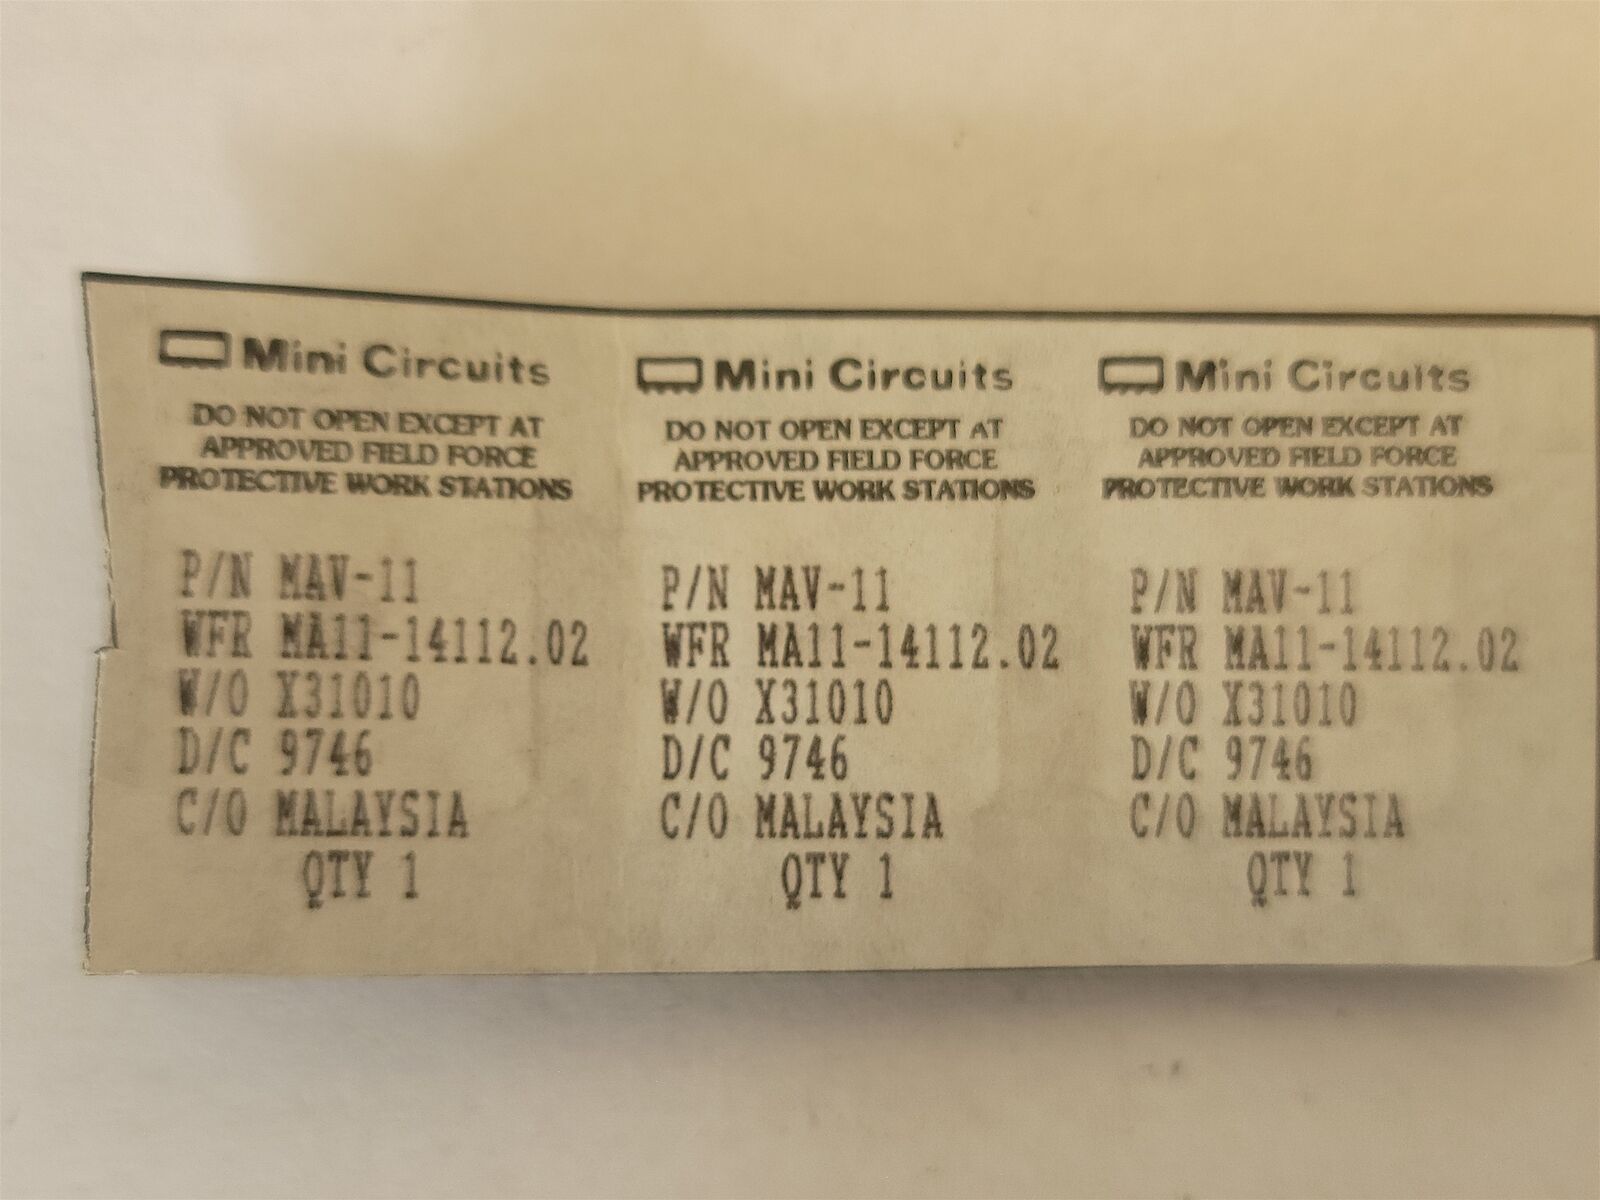 Mini Circuits
DO NOT OPEN EXCEPT AT
APPROVED FIELD FORCE
PROTECTIVE WORK STATIONS
P/N MAV-11
WFR MA11-14112.02
W/O X31010
D/C 9746
C/O MALAYSIA
QTY 1
Mini Circuits
DO NOT OPEN EXCEPT AT
APPROVED FIELD FORCE
PROTECTIVE WORK STATIONS
P/N MAV-11
WFR MA11-14112.02
W/O X31010
D/C 9746
C/O MALAYSIA
QTY 1
Mini Circuits
DO NOT OPEN EXCEPT AT
APPROVED FIELD FORCE
PROTECTIVE WORK STATIONS
P/N MAV-11
WFR MA11-14112.02
W/O X31010
D/C 9746
C/O MALAYSIA
QTY 1